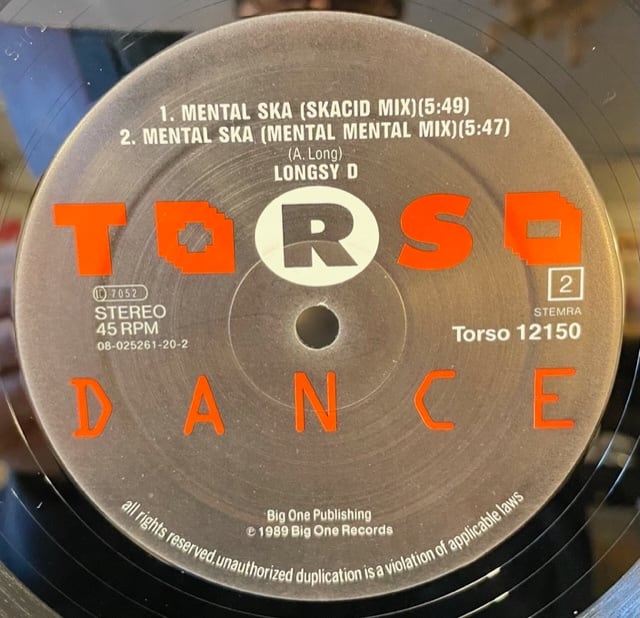 1. MENTAL SKA (SKACID MIX)(5:49)
2. MENTAL SKA (MENTAL MENTAL MIX)(5:47)
(A. Long)
LONGSY D
TORSO
LC 7052
2
STEREO
STEMRA
45 RPM
Torso 12150
08-025261-20-2
DANCE
Big One Publishing
℗ 1989 Big One Records
all rights reserved, unauthorized duplication is a violation of applicable laws